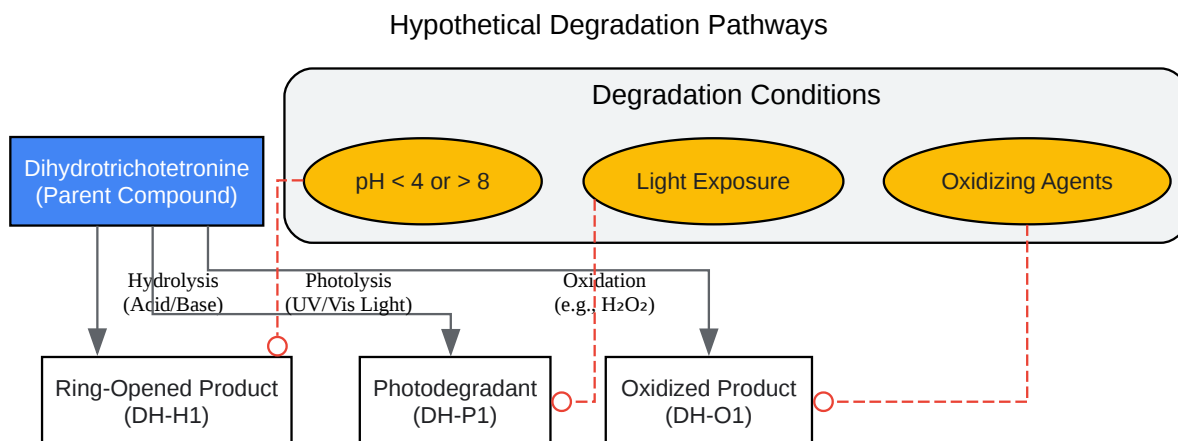 Hypothetical Degradation Pathways
Degradation Conditions
Dihydrotrichotetronine
(Parent Compound)
pH < 4 or > 8
Light Exposure
Oxidizing Agents
Hydrolysis
(Acid/Base)
Photolysis
(UV/Vis Light)
Oxidation
(e.g., H₂O₂)
Ring-Opened Product
(DH-H1)
Photodegradant
(DH-P1)
Oxidized Product
(DH-O1)